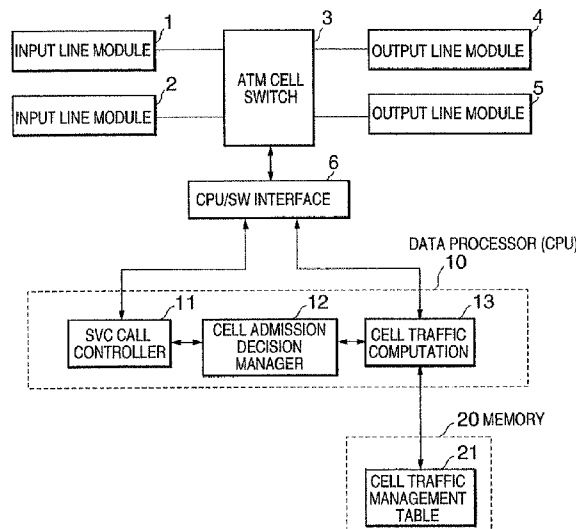 1
INPUT LINE MODULE
2
INPUT LINE MODULE
3
ATM CELL
SWITCH
4
OUTPUT LINE MODULE
5
OUTPUT LINE MODULE
6
CPU/SW INTERFACE
DATA PROCESSOR (CPU)
10
11
SVC CALL
CONTROLLER
12
CELL ADMISSION
DECISION
MANAGER
13
CELL TRAFFIC
COMPUTATION
20 MEMORY
21
CELL TRAFFIC
MANAGEMENT
TABLE